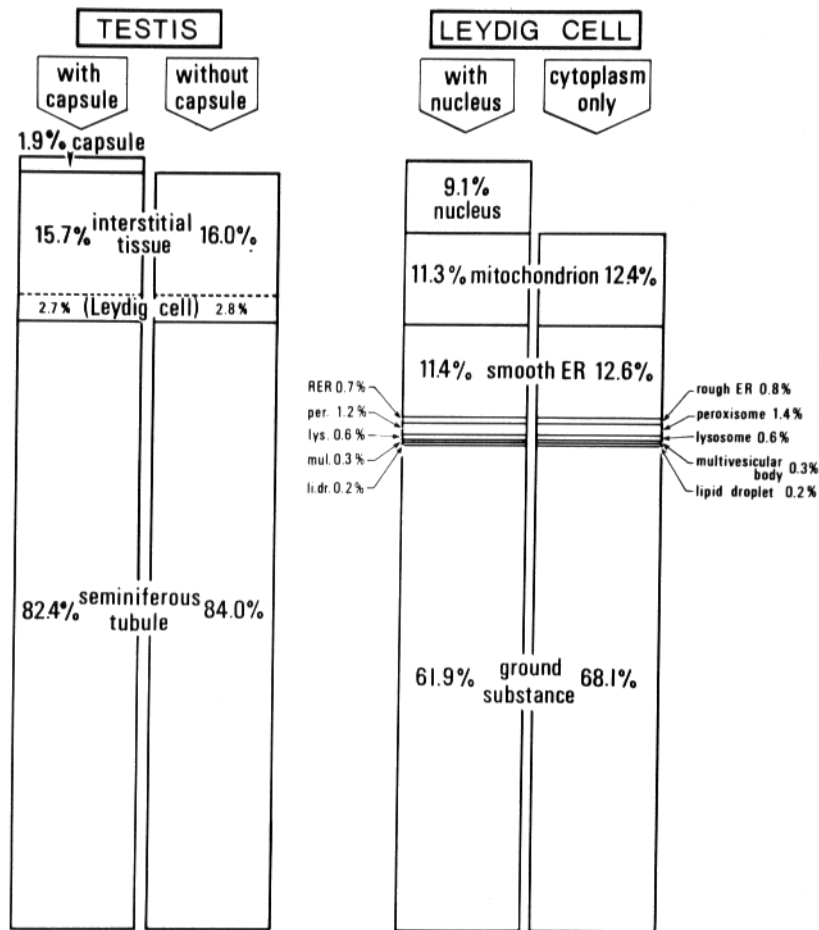 TESTIS
LEYDIG CELL
with
capsule
without
capsule
with
nucleus
cytoplasm
only
1.9% capsule
15.7% interstitial
tissue 16.0%
2.7% (Leydig cell) 2.8%
82.4% seminiferous
tubule 84.0%
9.1%
nucleus
11.3% mitochondrion 12.4%
11.4% smooth ER 12.6%
RER 0.7%
per. 1.2%
lys. 0.6%
mul. 0.3%
li.dr. 0.2%
rough ER 0.8%
peroxisome 1.4%
lysosome 0.6%
multivesicular
body 0.3%
lipid droplet 0.2%
61.9% ground
substance 68.1%